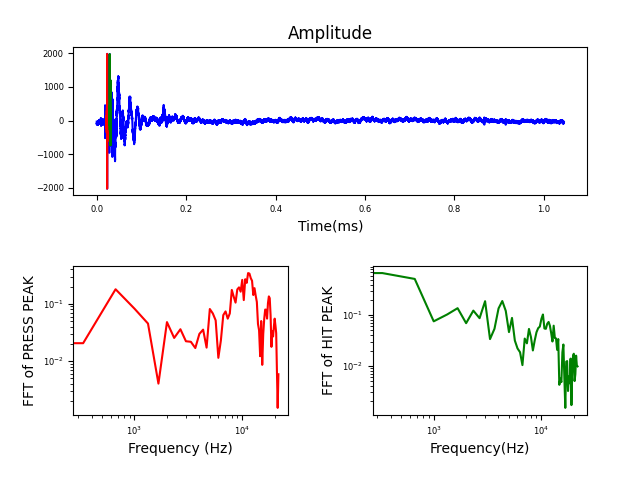 Amplitude
2000
1000
0
−1000
−2000
0.0 0.2 0.4 0.6 0.8 1.0
Time(ms)
FFT of PRESS PEAK
10⁻¹
10⁻²
10³ 10⁴
Frequency (Hz)
FFT of HIT PEAK
10⁻¹
10⁻²
10³ 10⁴
Frequency(Hz)